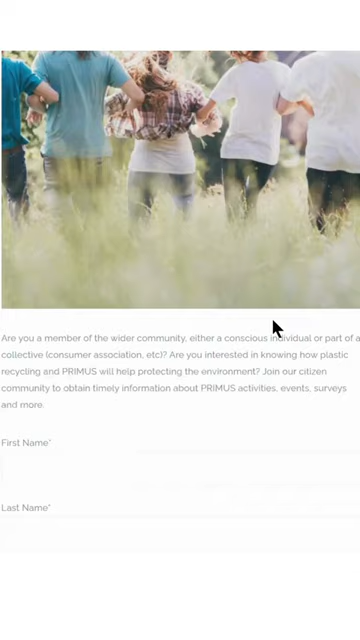 Are you a member of the wider community, either a conscious individual or part of a
collective (consumer association, etc)? Are you interested in knowing how plastic
recycling and PRIMUS will help protecting the environment? Join our citizen
community to obtain timely information about PRIMUS activities, events, surveys
and more.
First Name*
Last Name*